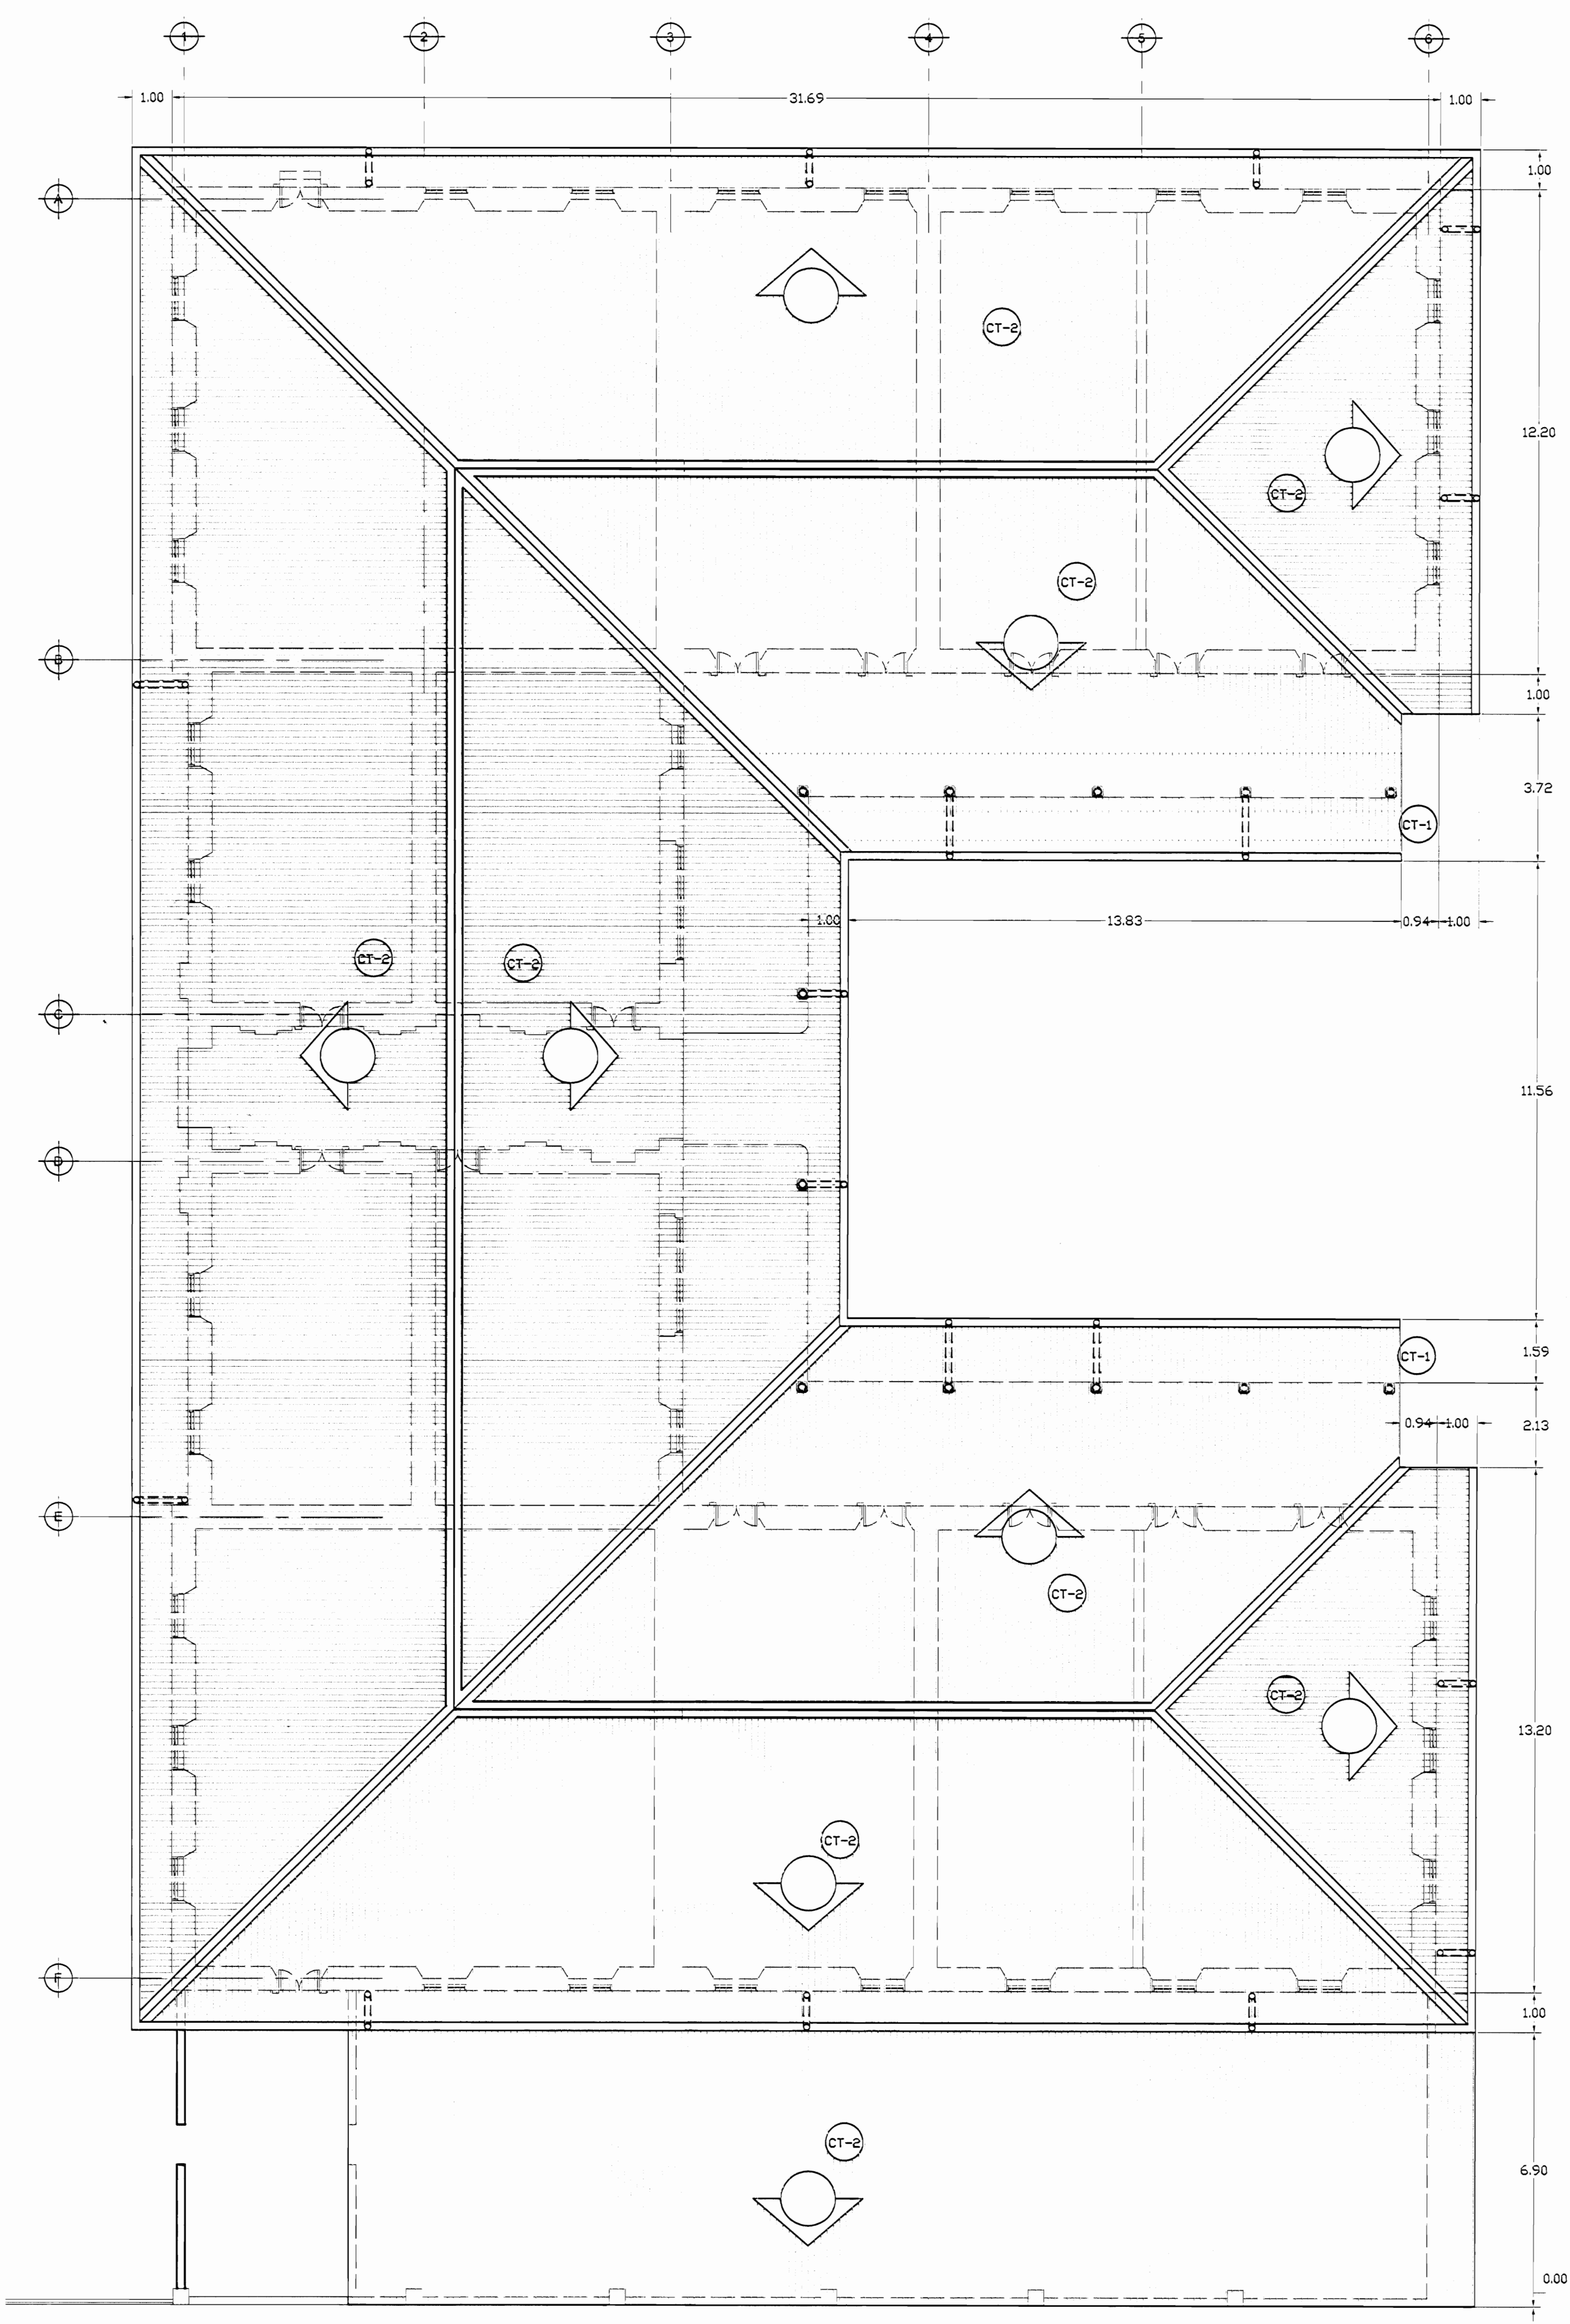 1 2 3 4 5 6
1.00 31.69 1.00
1.00
A
CT-2
12.20
CT-2
CT-2
B
1.00
3.72
CT-1
1.00 13.83 0.94 1.00
CT-2 CT-2
C
11.56
D
1.59
CT-1
0.94 1.00
2.13
E
CT-2
CT-2
13.20
CT-2
F
1.00
CT-2
6.90
0.00